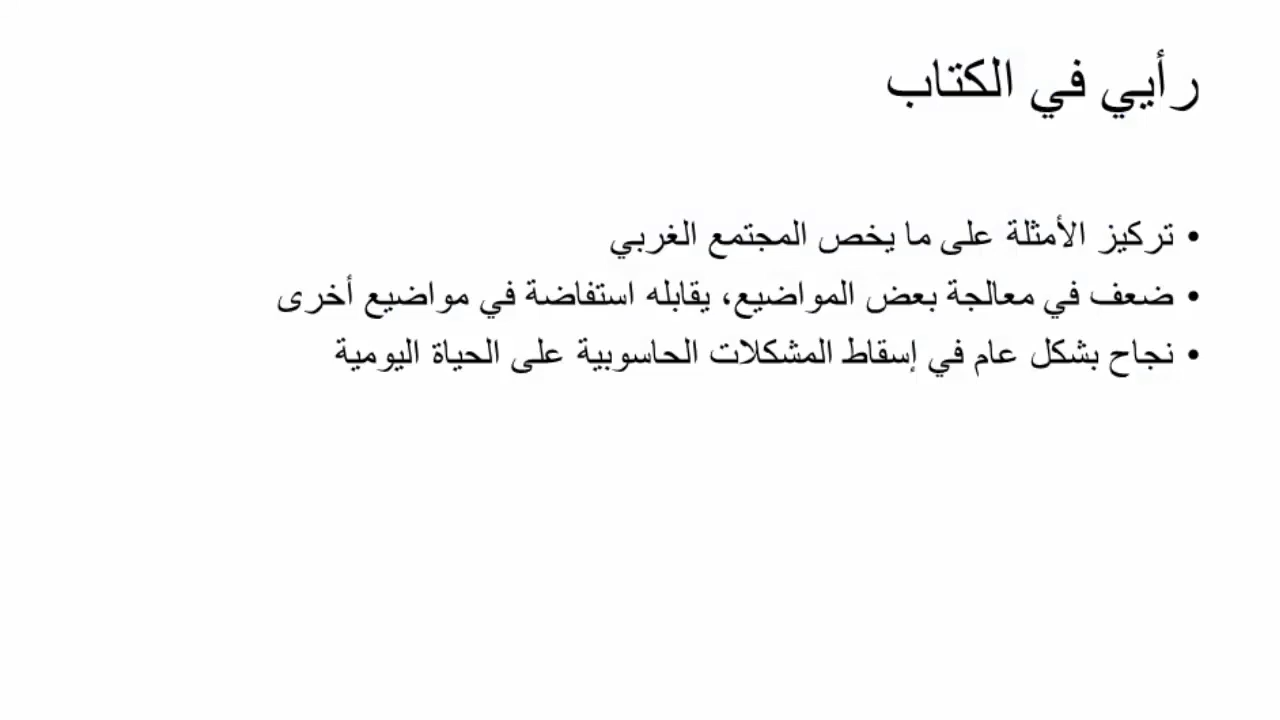 رأيي في الكتاب
• تركيز الأمثلة على ما يخص المجتمع الغربي
• ضعف في معالجة بعض المواضيع، يقابله استفاضة في مواضيع أخرى
• نجاح بشكل عام في إسقاط المشكلات الحاسوبية على الحياة اليومية